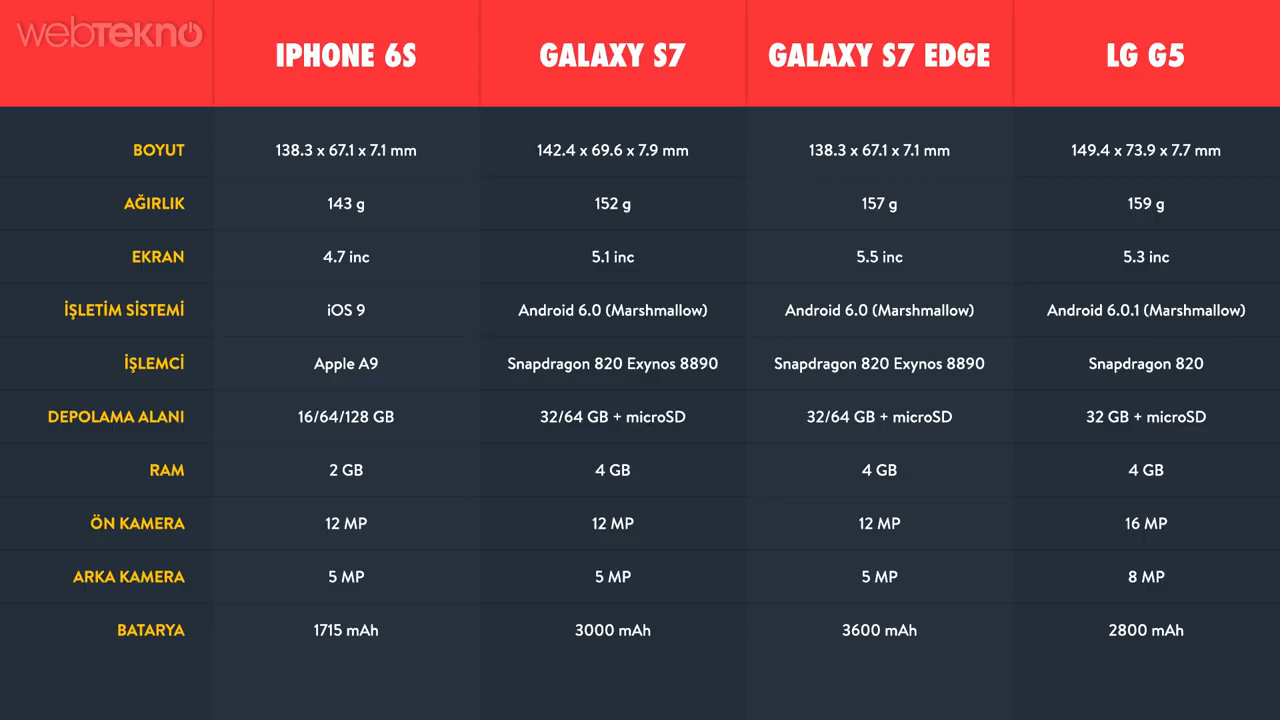 webTEKNO
IPHONE 6S GALAXY S7 GALAXY S7 EDGE LG G5
BOYUT 138.3 x 67.1 x 7.1 mm 142.4 x 69.6 x 7.9 mm 138.3 x 67.1 x 7.1 mm 149.4 x 73.9 x 7.7 mm
AĞIRLIK 143 g 152 g 157 g 159 g
EKRAN 4.7 inc 5.1 inc 5.5 inc 5.3 inc
İŞLETİM SİSTEMİ iOS 9 Android 6.0 (Marshmallow) Android 6.0 (Marshmallow) Android 6.0.1 (Marshmallow)
İŞLEMCİ Apple A9 Snapdragon 820 Exynos 8890 Snapdragon 820 Exynos 8890 Snapdragon 820
DEPOLAMA ALANI 16/64/128 GB 32/64 GB + microSD 32/64 GB + microSD 32 GB + microSD
RAM 2 GB 4 GB 4 GB 4 GB
ÖN KAMERA 12 MP 12 MP 12 MP 16 MP
ARKA KAMERA 5 MP 5 MP 5 MP 8 MP
BATARYA 1715 mAh 3000 mAh 3600 mAh 2800 mAh